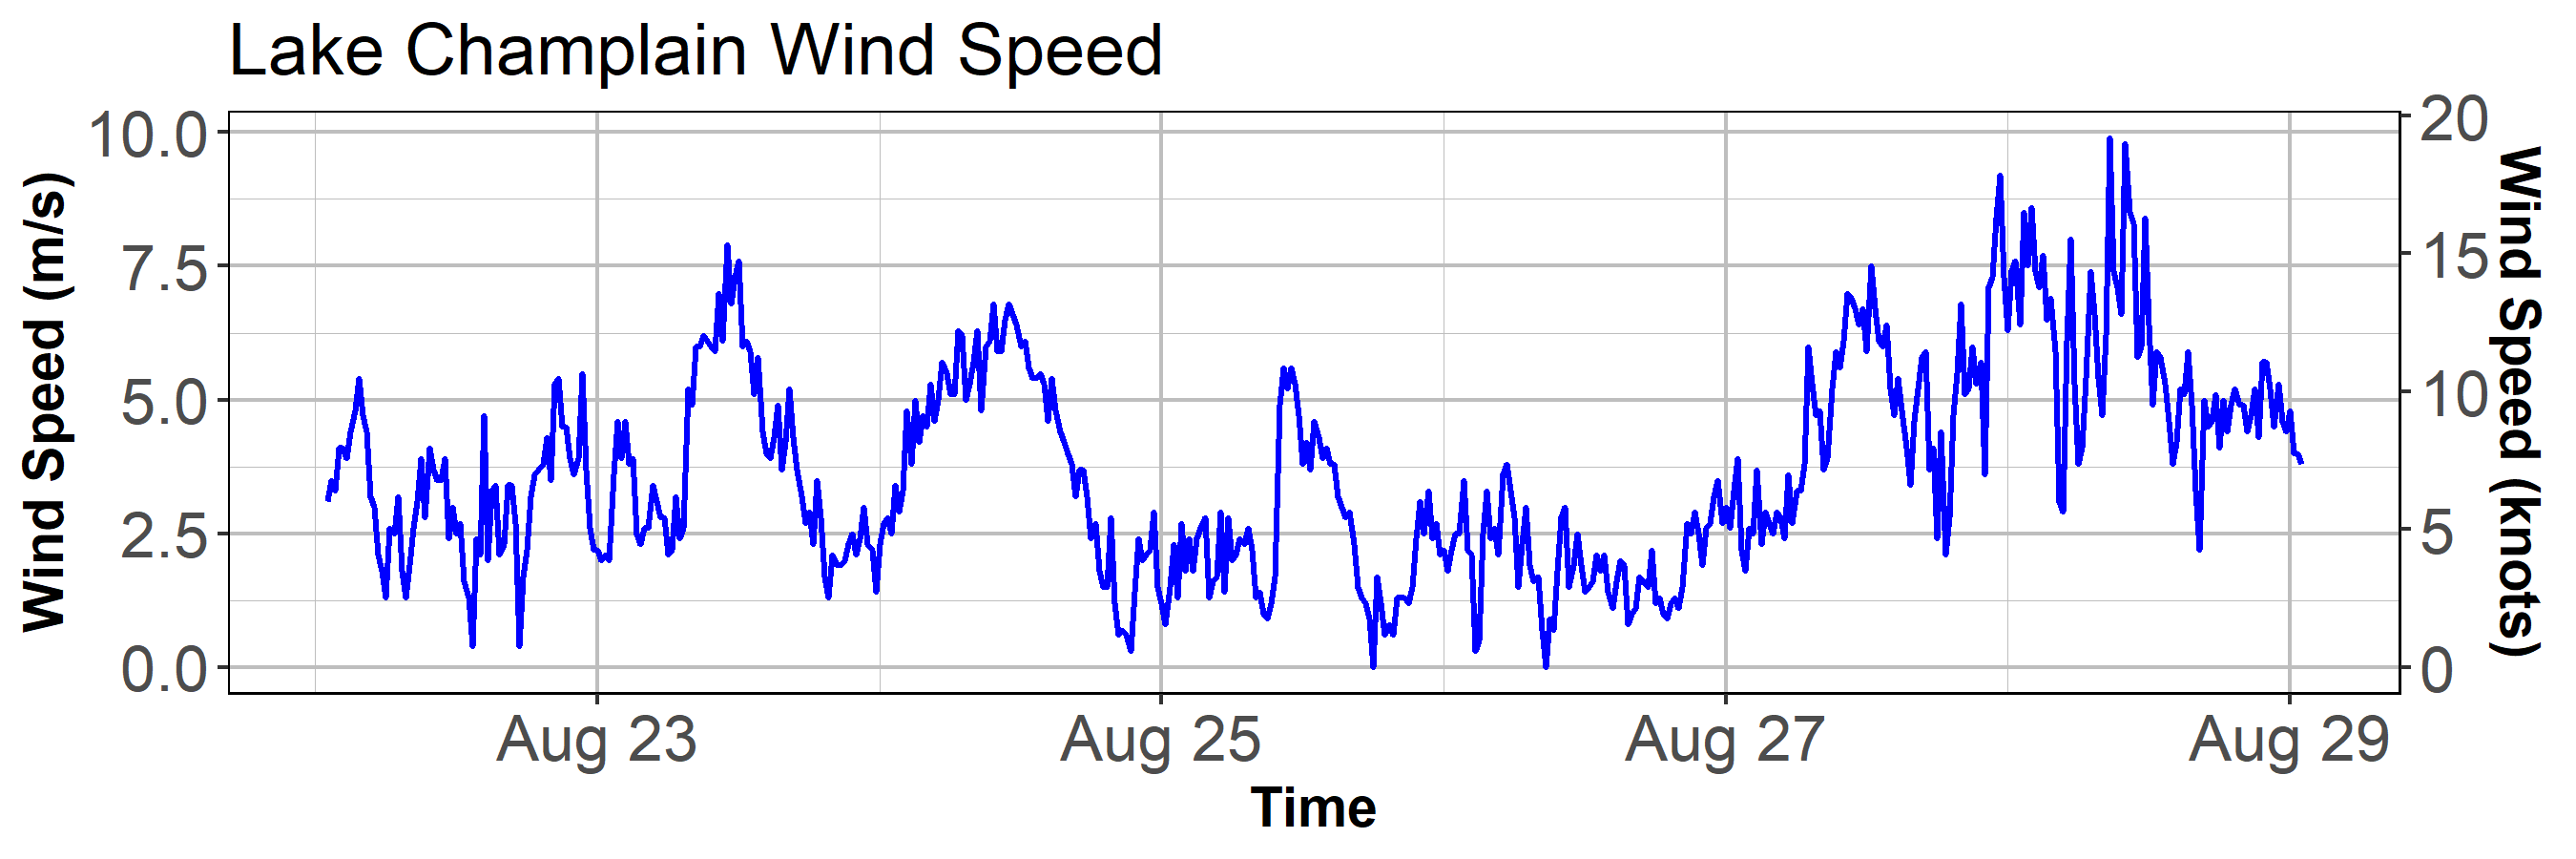 Lake Champlain Wind Speed
Wind Speed (m/s)
10.0
7.5
5.0
2.5
0.0
20
15
10
5
0
Wind Speed (knots)
Aug 23 Aug 25 Aug 27 Aug 29
Time